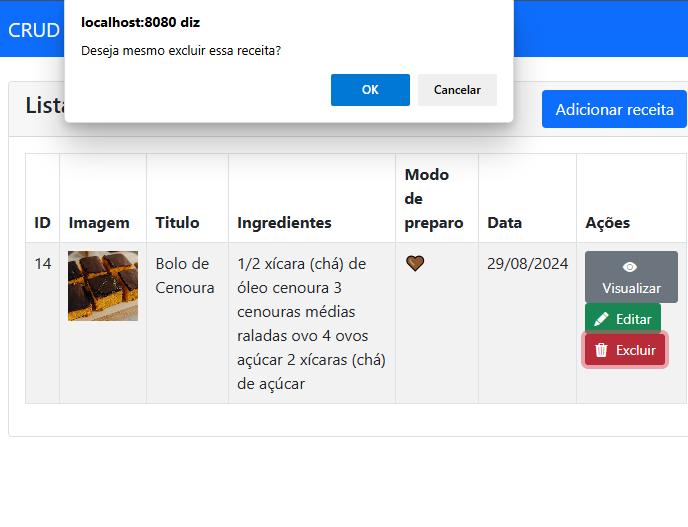 localhost:8080 diz
Deseja mesmo excluir essa receita?
OK
Cancelar
CRUD
Lista
Adicionar receita
ID
Imagem
Titulo
Ingredientes
Modo
de
preparo
Data
Ações
14
Bolo de
Cenoura
1/2 xícara (chá) de
óleo cenoura 3
cenouras médias
raladas ovo 4 ovos
açúcar 2 xícaras (chá)
de açúcar
🤎
29/08/2024
Visualizar
Editar
Excluir